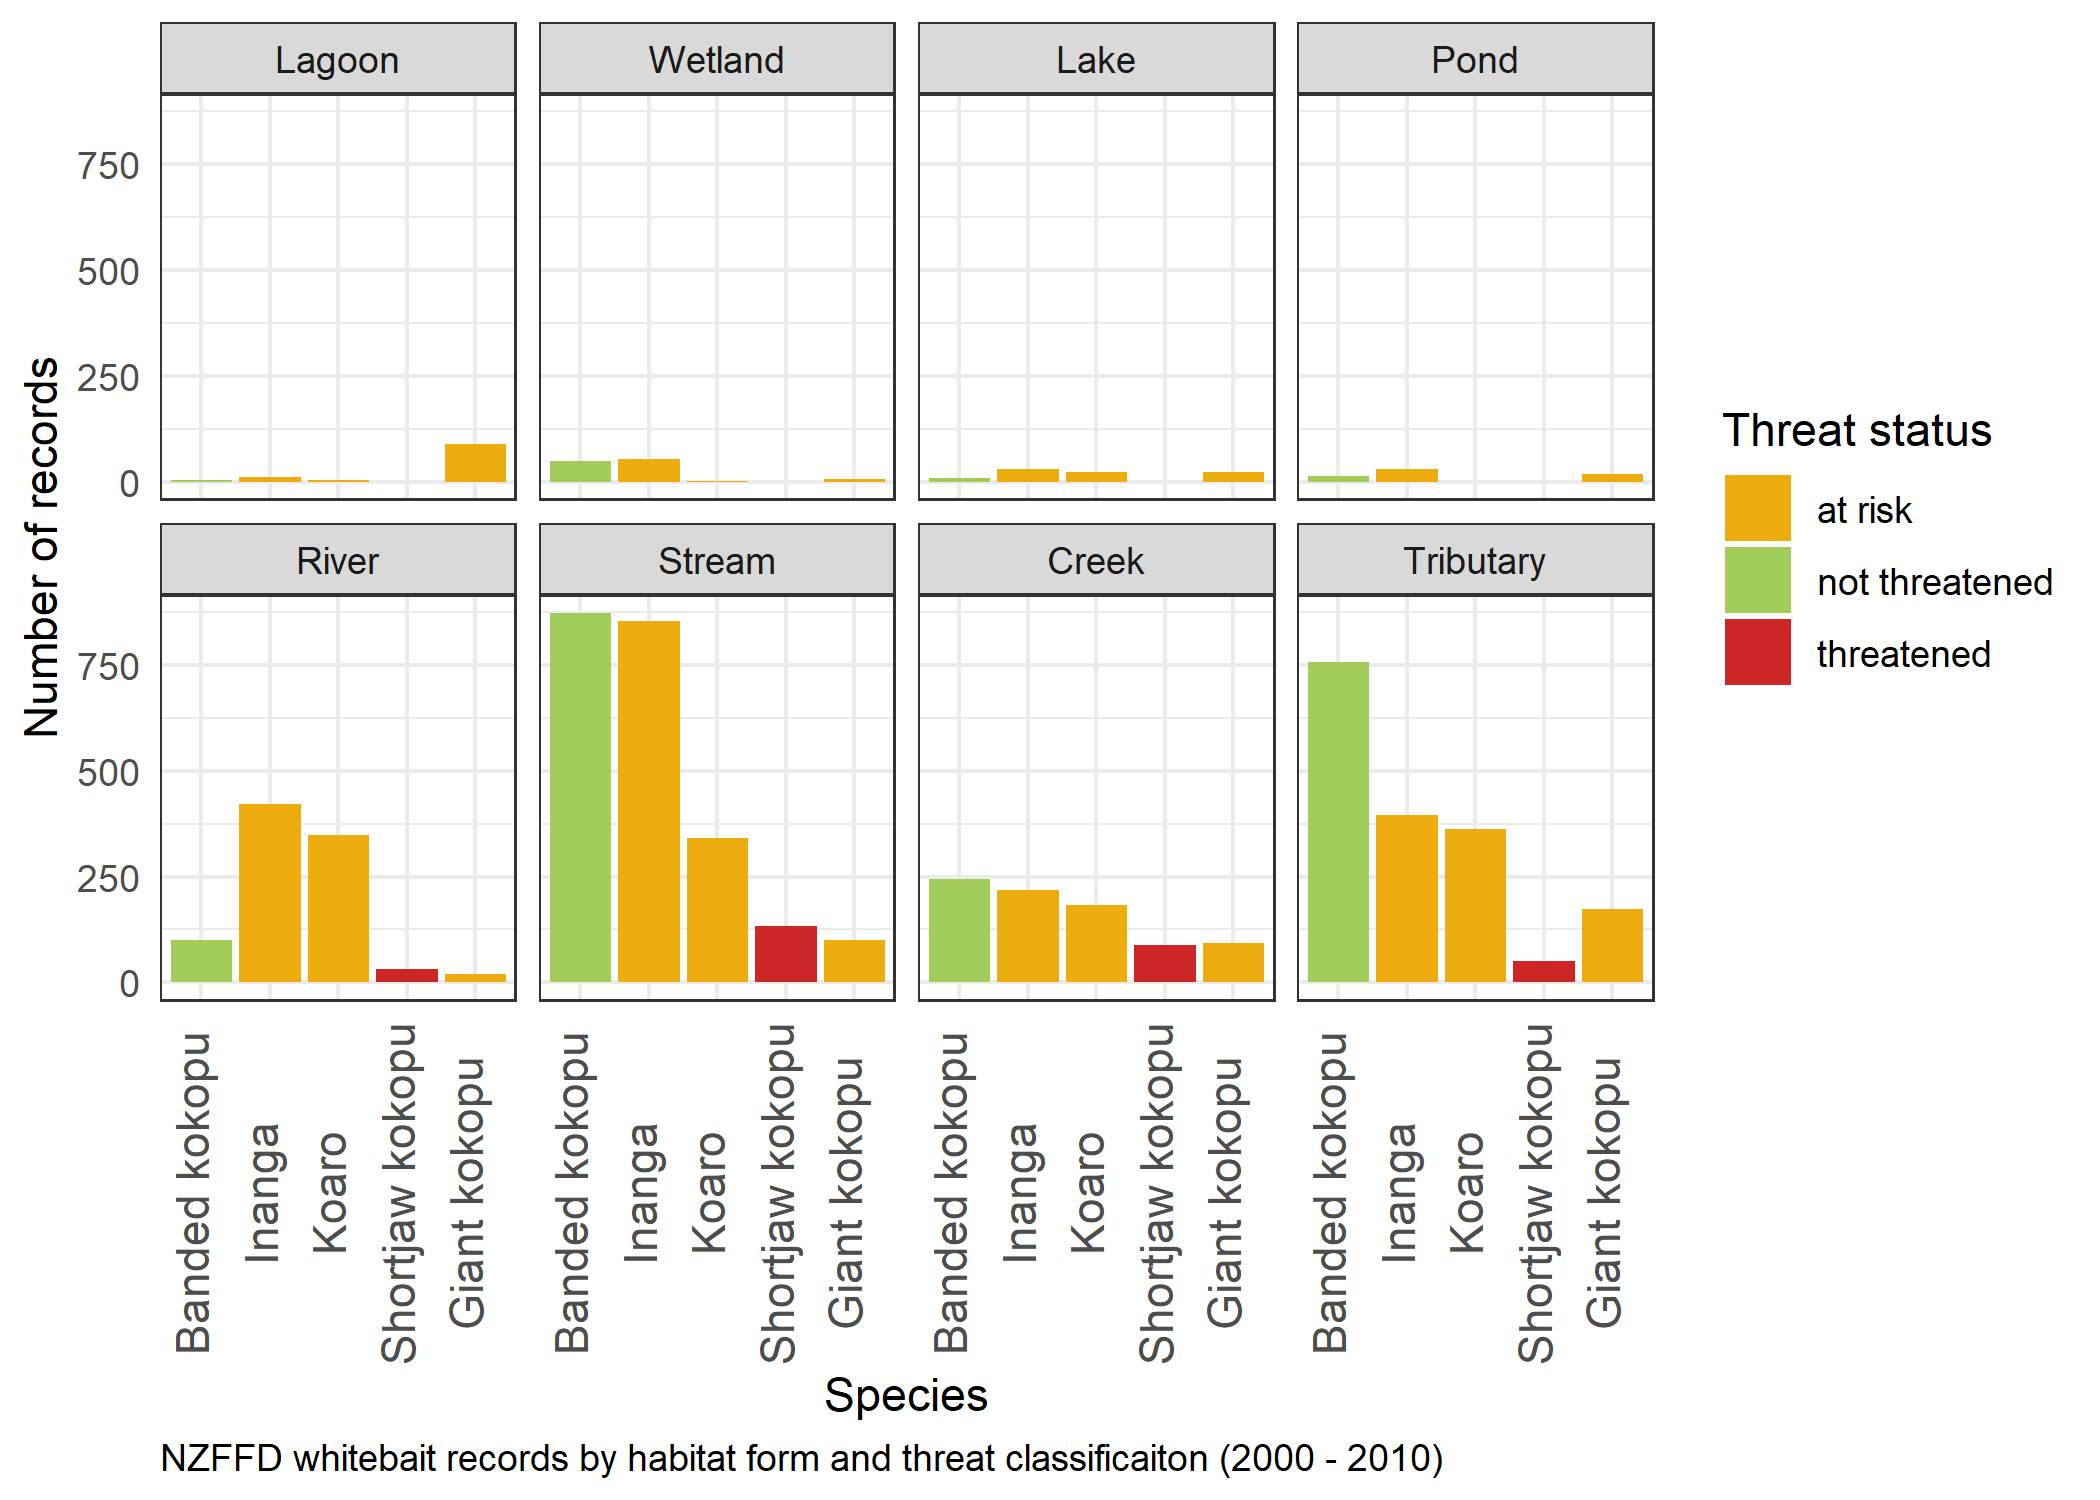 Lagoon Wetland Lake Pond
750
500
250
0
River Stream Creek Tributary
750
500
250
0
Number of records
Banded kokopu
Inanga
Koaro
Shortjaw kokopu
Giant kokopu
Banded kokopu
Inanga
Koaro
Shortjaw kokopu
Giant kokopu
Banded kokopu
Inanga
Koaro
Shortjaw kokopu
Giant kokopu
Banded kokopu
Inanga
Koaro
Shortjaw kokopu
Giant kokopu
Species
NZFFD whitebait records by habitat form and threat classificaiton (2000 - 2010)
Threat status
at risk
not threatened
threatened